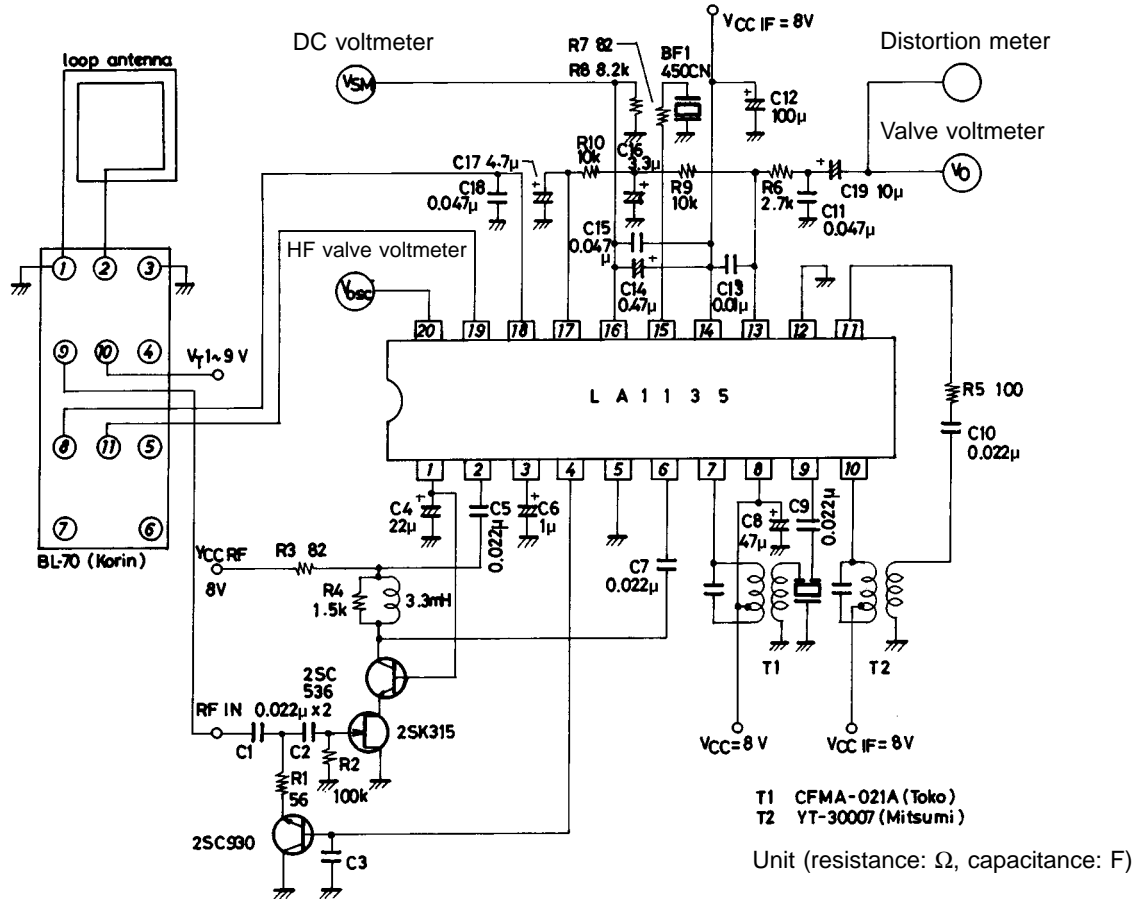 VCC IF = 8V
DC voltmeter
R7 82
BF1
450CN
Distortion meter
loop antenna
R8 8.2k
VSM
+
C12
100µ
Valve voltmeter
R10
10k
C16
3.3µ
C17 4.7µ
+
C18
0.047µ
+
R9
10k
R6
2.7k
+
C19 10µ
VO
C11
0.047µ
C15
0.047
µ
HF valve voltmeter
1
2
3
VOSC
C14
0.47µ
+
C13
0.01µ
20
19
18
17
16
15
14
13
12
11
9
10
4
VT 1~9 V
LA1135
R5 100
C10
0.022µ
8
11
5
1
2
3
4
5
6
7
8
9
10
7
6
C4
22µ
+
C5
0.022µ
+
C6
1µ
C8
47µ
+
C9
0.022µ
BL-70 (Korin)
VCC RF
8V
R3 82
C7
0.022µ
R4
1.5k
3.3mH
T1
T2
2SC
536
RF IN
0.022µ×2
C1
C2
2SK315
R2
100k
R1
56
VCC = 8 V
VCC IF = 8V
2SC930
C3
T1 CFMA-021A (Toko)
T2 YT-30007 (Mitsumi)
Unit (resistance: Ω, capacitance: F)